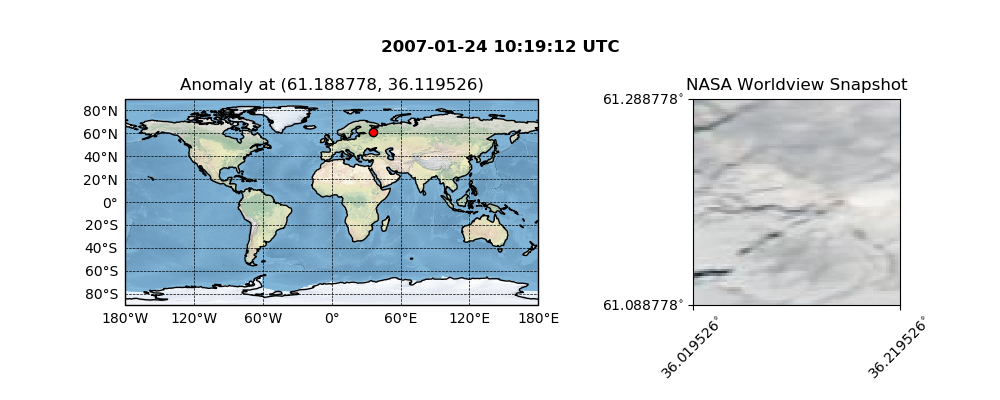 2007-01-24 10:19:12 UTC
Anomaly at (61.188778, 36.119526)
80°N
60°N
40°N
20°N
0°
20°S
40°S
60°S
80°S
180°W 120°W 60°W 0° 60°E 120°E 180°E
NASA Worldview Snapshot
61.288778°
61.088778°
36.019526°
36.219526°